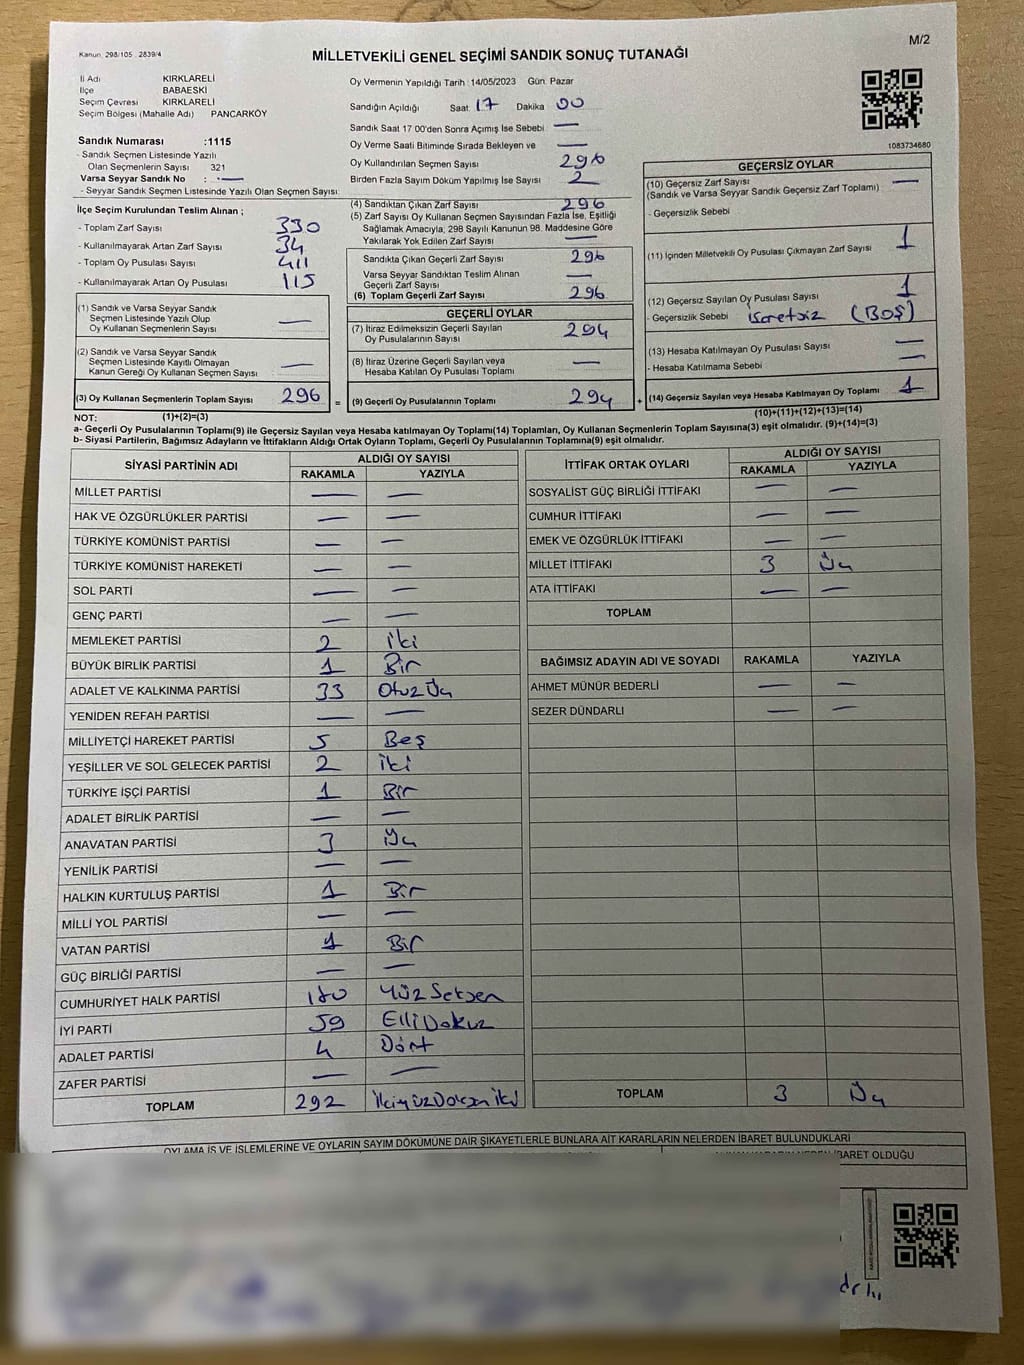 Kanun 298/105 2839/4
MİLLETVEKİLİ GENEL SEÇİMİ SANDIK SONUÇ TUTANAĞI
M/2
İl Adı KIRKLARELİ
İlçe BABAESKİ
Seçim Çevresi KIRKLARELİ
Seçim Bölgesi (Mahalle Adı) PANCARKÖY
Sandık Numarası :1115
- Sandık Seçmen Listesinde Yazılı
Olan Seçmenlerin Sayısı 321
Varsa Seyyar Sandık No : —
- Seyyar Sandık Seçmen Listesinde Yazılı Olan Seçmen Sayısı:
Oy Vermenin Yapıldığı Tarih : 14/05/2023 Gün: Pazar
Sandığın Açıldığı Saat: 17 Dakika 00
Sandık Saat 17.00'den Sonra Açımış İse Sebebi —
Oy Verme Saati Bitiminde Sırada Bekleyen ve —
Oy Kullandırılan Seçmen Sayısı 296
Birden Fazla Sayım Döküm Yapılmış İse Sayısı 2
1083734680
İlçe Seçim Kurulundan Teslim Alınan ;
- Toplam Zarf Sayısı 330
- Kullanılmayarak Artan Zarf Sayısı 34
- Toplam Oy Pusulası Sayısı 411
- Kullanılmayarak Artan Oy Pusulası 115
(1) Sandık ve Varsa Seyyar Sandık
Seçmen Listesinde Yazılı Olup
Oy Kullanan Seçmenlerin Sayısı —
(2) Sandık ve Varsa Seyyar Sandık
Seçmen Listesinde Kayıtlı Olmayan
Kanun Gereği Oy Kullanan Seçmen Sayısı —
(3) Oy Kullanan Seçmenlerin Toplam Sayısı 296 =
(4) Sandıktan Çıkan Zarf Sayısı 296
(5) Zarf Sayısı Oy Kullanan Seçmen Sayısından Fazla İse, Eşitliği
Sağlamak Amacıyla, 298 Sayılı Kanunun 98. Maddesine Göre
Yakılarak Yok Edilen Zarf Sayısı —
Sandıkta Çıkan Geçerli Zarf Sayısı 296
Varsa Seyyar Sandıktan Teslim Alınan
Geçerli Zarf Sayısı —
(6) Toplam Geçerli Zarf Sayısı 296
GEÇERLİ OYLAR
(7) İtiraz Edilmeksizin Geçerli Sayılan
Oy Pusulalarının Sayısı 294
(8) İtiraz Üzerine Geçerli Sayılan veya
Hesaba Katılan Oy Pusulası Toplamı —
(9) Geçerli Oy Pusulalarının Toplamı 294 +
GEÇERSİZ OYLAR
(10) Geçersiz Zarf Sayısı —
(Sandık ve Varsa Seyyar Sandık Geçersiz Zarf Toplamı)
- Geçersizlik Sebebi
(11) İçinden Milletvekili Oy Pusulası Çıkmayan Zarf Sayısı 1
(12) Geçersiz Sayılan Oy Pusulası Sayısı 1
- Geçersizlik Sebebi işaretsiz (BOŞ)
(13) Hesaba Katılmayan Oy Pusulası Sayısı —
- Hesaba Katılmama Sebebi —
(14) Geçersiz Sayılan veya Hesaba Katılmayan Oy Toplamı 1
NOT: (1)+(2)=(3) (10)+(11)+(12)+(13)=(14)
a- Geçerli Oy Pusulalarının Toplamı(9) ile Geçersiz Sayılan veya Hesaba katılmayan Oy Toplamı(14) Toplamları, Oy Kullanan Seçmenlerin Toplam Sayısına(3) eşit olmalıdır. (9)+(14)=(3)
b- Siyasi Partilerin, Bağımsız Adayların ve İttifakların Aldığı Ortak Oyların Toplamı, Geçerli Oy Pusulalarının Toplamına(9) eşit olmalıdır.
SİYASİ PARTİNİN ADI ALDIĞI OY SAYISI
RAKAMLA YAZIYLA
MİLLET PARTİSİ — —
HAK VE ÖZGÜRLÜKLER PARTİSİ — —
TÜRKİYE KOMÜNİST PARTİSİ — —
TÜRKİYE KOMÜNİST HAREKETİ — —
SOL PARTİ — —
GENÇ PARTİ — —
MEMLEKET PARTİSİ 2 iki
BÜYÜK BİRLİK PARTİSİ 1 Bir
ADALET VE KALKINMA PARTİSİ 33 Otuz Üç
YENİDEN REFAH PARTİSİ — —
MİLLİYETÇİ HAREKET PARTİSİ 5 Beş
YEŞİLLER VE SOL GELECEK PARTİSİ 2 iki
TÜRKİYE İŞÇİ PARTİSİ 1 Bir
ADALET BİRLİK PARTİSİ — —
ANAVATAN PARTİSİ 3 Üç
YENİLİK PARTİSİ — —
HALKIN KURTULUŞ PARTİSİ 1 Bir
MİLLİ YOL PARTİSİ — —
VATAN PARTİSİ 1 Bir
GÜÇ BİRLİĞİ PARTİSİ — —
CUMHURİYET HALK PARTİSİ 180 Yüz Seksen
İYİ PARTİ 59 Elli Dokuz
ADALET PARTİSİ 4 Dört
ZAFER PARTİSİ — —
TOPLAM 292 İkiyüz Doksan İki
İTTİFAK ORTAK OYLARI ALDIĞI OY SAYISI
RAKAMLA YAZIYLA
SOSYALİST GÜÇ BİRLİĞİ İTTİFAKI — —
CUMHUR İTTİFAKI — —
EMEK VE ÖZGÜRLÜK İTTİFAKI — —
MİLLET İTTİFAKI 3 Üç
ATA İTTİFAKI — —
TOPLAM
BAĞIMSIZ ADAYIN ADI VE SOYADI RAKAMLA YAZIYLA
AHMET MÜNÜR BEDERLİ — —
SEZER DÜNDARLI — —
TOPLAM 3 Üç
OYLAMA İŞ VE İŞLEMLERİNE VE OYLARIN SAYIM DÖKÜMÜNE DAİR ŞİKAYETLERLE BUNLARA AİT KARARLARIN NELERDEN İBARET BULUNDUKLARI
İBARET OLDUĞU